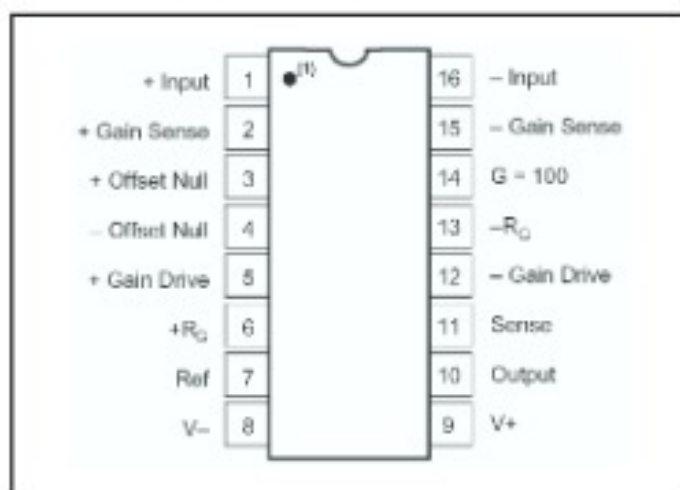 + Input 1 (1) 16 – Input
+ Gain Sense 2 15 – Gain Sense
+ Offset Null 3 14 G = 100
– Offset Null 4 13 –RG
+ Gain Drive 5 12 – Gain Drive
+RG 6 11 Sense
Ref 7 10 Output
V– 8 9 V+